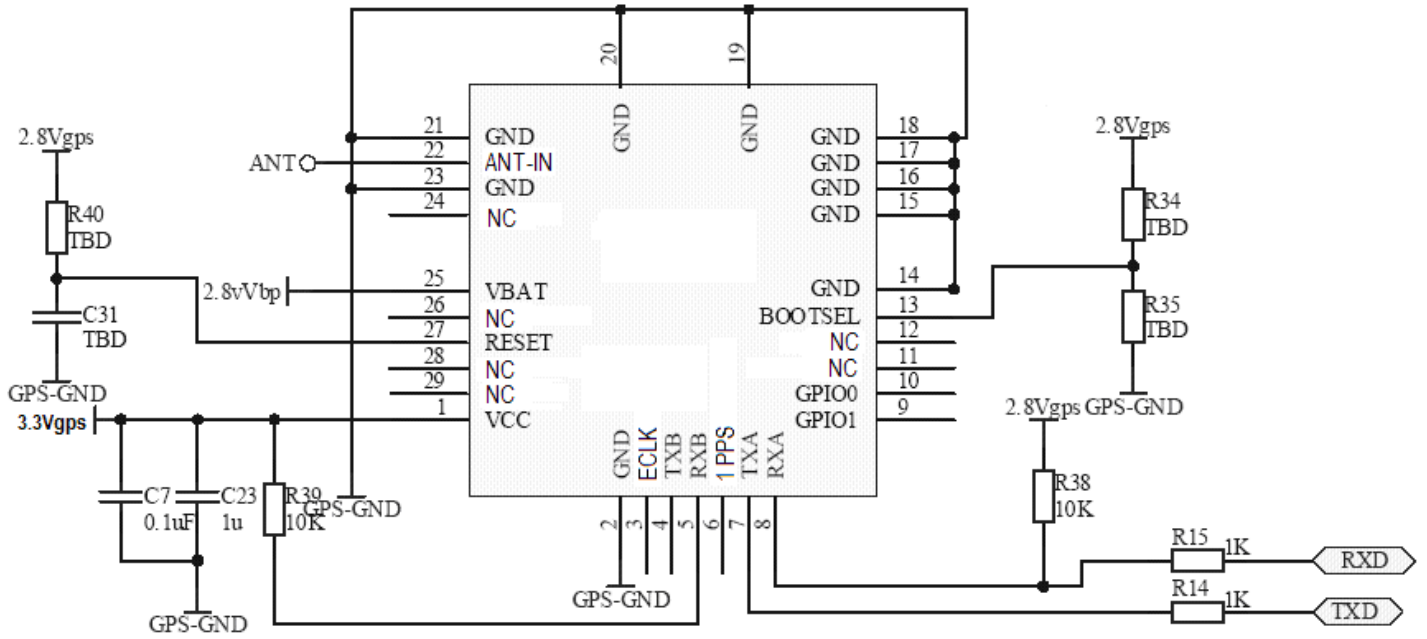 20
19
GND
GND
21
GND
22
ANT
ANT-IN
23
GND
24
NC
25
2.8vVbp
VBAT
26
NC
27
RESET
28
NC
29
NC
1
3.3Vgps
VCC
18
GND
17
GND
16
GND
15
GND
14
GND
13
BOOTSEL
12
NC
11
NC
10
GPIO0
9
GPIO1
GND
ECLK
TXB
RXB
1PPS
TXA
RXA
2
3
4
5
6
7
8
2.8Vgps
R40
TBD
C31
TBD
GPS-GND
C7
0.1uF
C23
1u
R39
10K
GPS-GND
GPS-GND
GPS-GND
2.8Vgps
R34
TBD
R35
TBD
GPS-GND
2.8Vgps
R38
10K
R15
1K
RXD
R14
1K
TXD